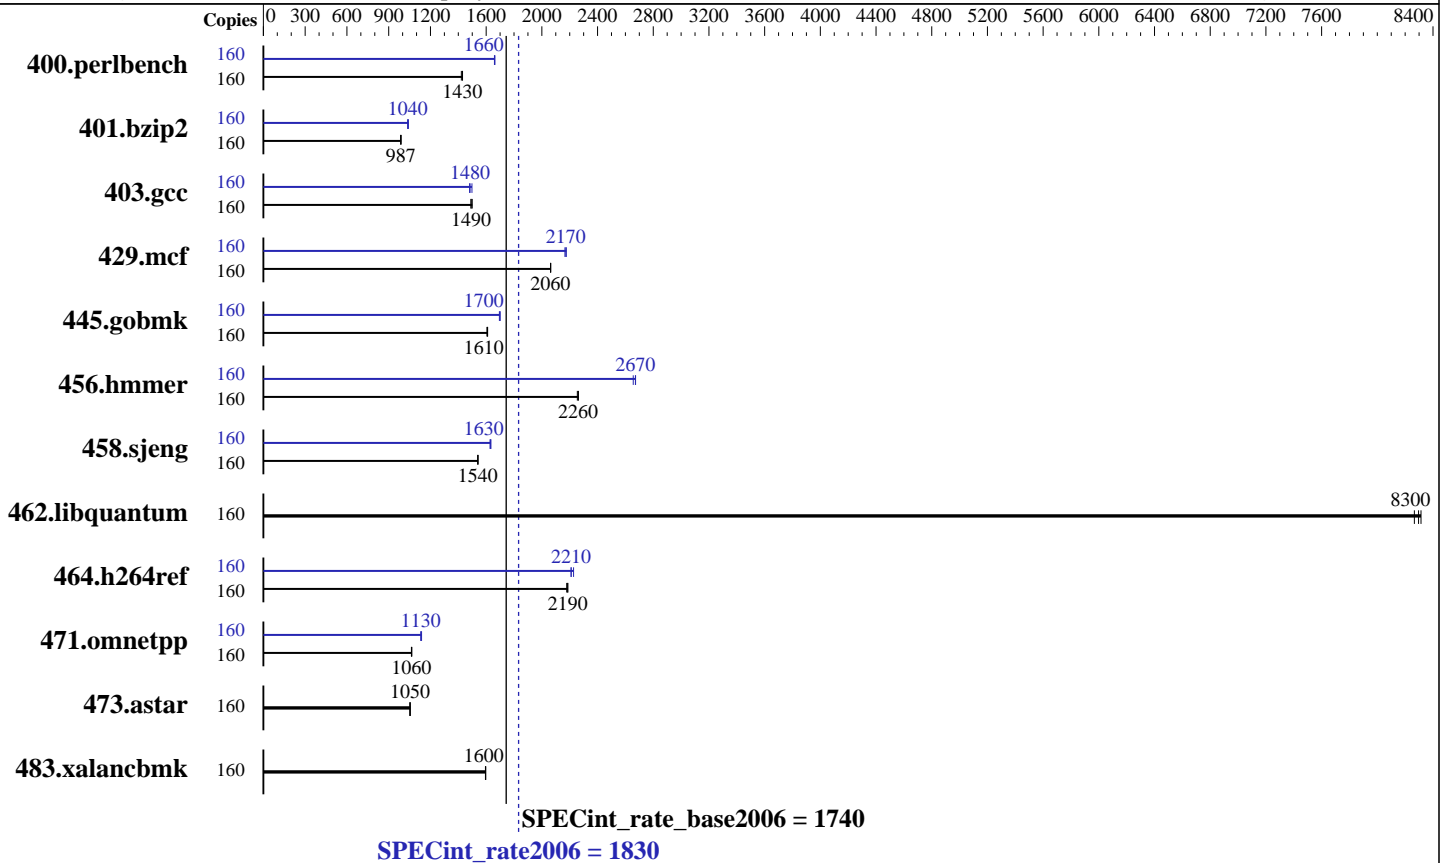 Copies 0 300 600 900 1200 1600 2000 2400 2800 3200 3600 4000 4400 4800 5200 5600 6000 6400 6800 7200 7600 8400
400.perlbench 160 1660
160 1430
401.bzip2 160 1040
160 987
403.gcc 160 1480
160 1490
429.mcf 160 2170
160 2060
445.gobmk 160 1700
160 1610
456.hmmer 160 2670
160 2260
458.sjeng 160 1630
160 1540
462.libquantum 160 8300
464.h264ref 160 2210
160 2190
471.omnetpp 160 1130
160 1060
473.astar 160 1050
483.xalancbmk 160 1600
SPECint_rate_base2006 = 1740
SPECint_rate2006 = 1830